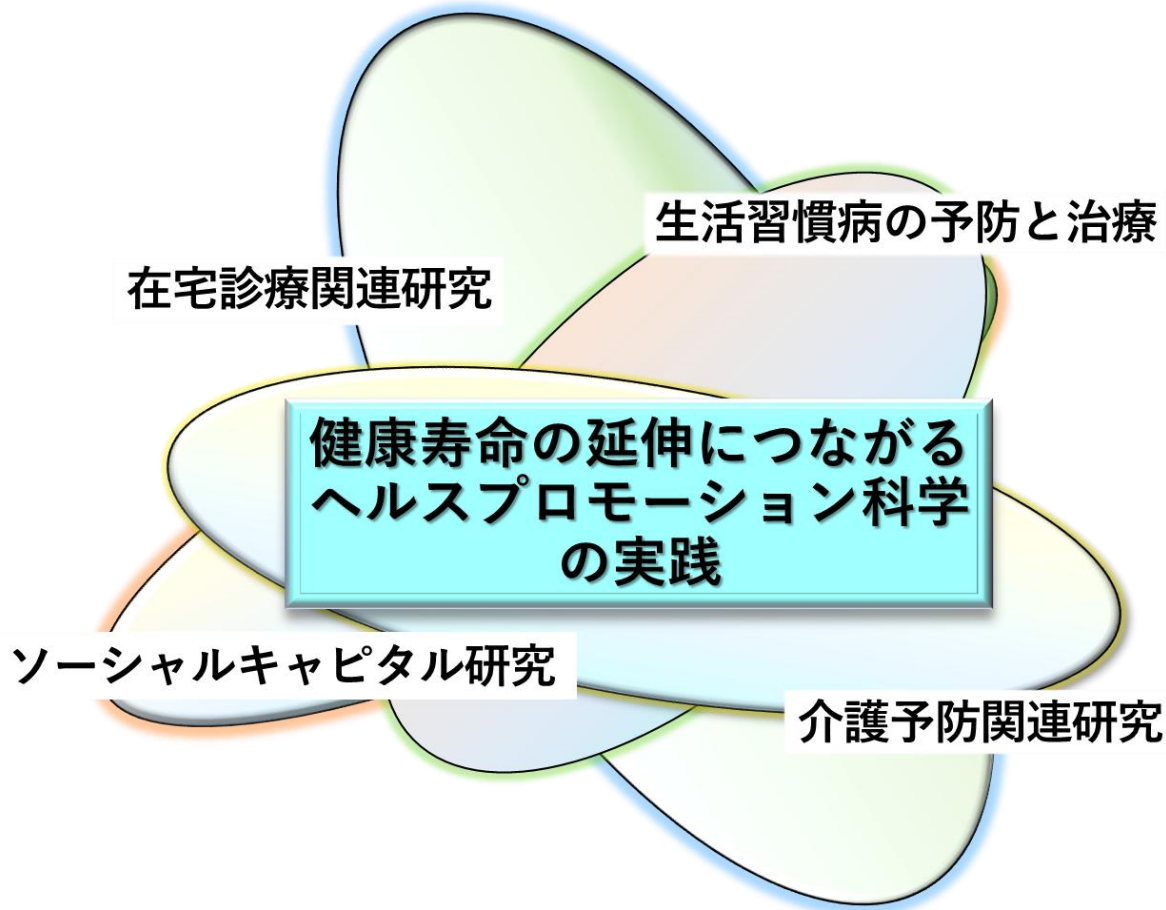 生活習慣病の予防と治療
在宅診療関連研究
健康寿命の延伸につながる
ヘルスプロモーション科学
の実践
ソーシャルキャピタル研究
介護予防関連研究